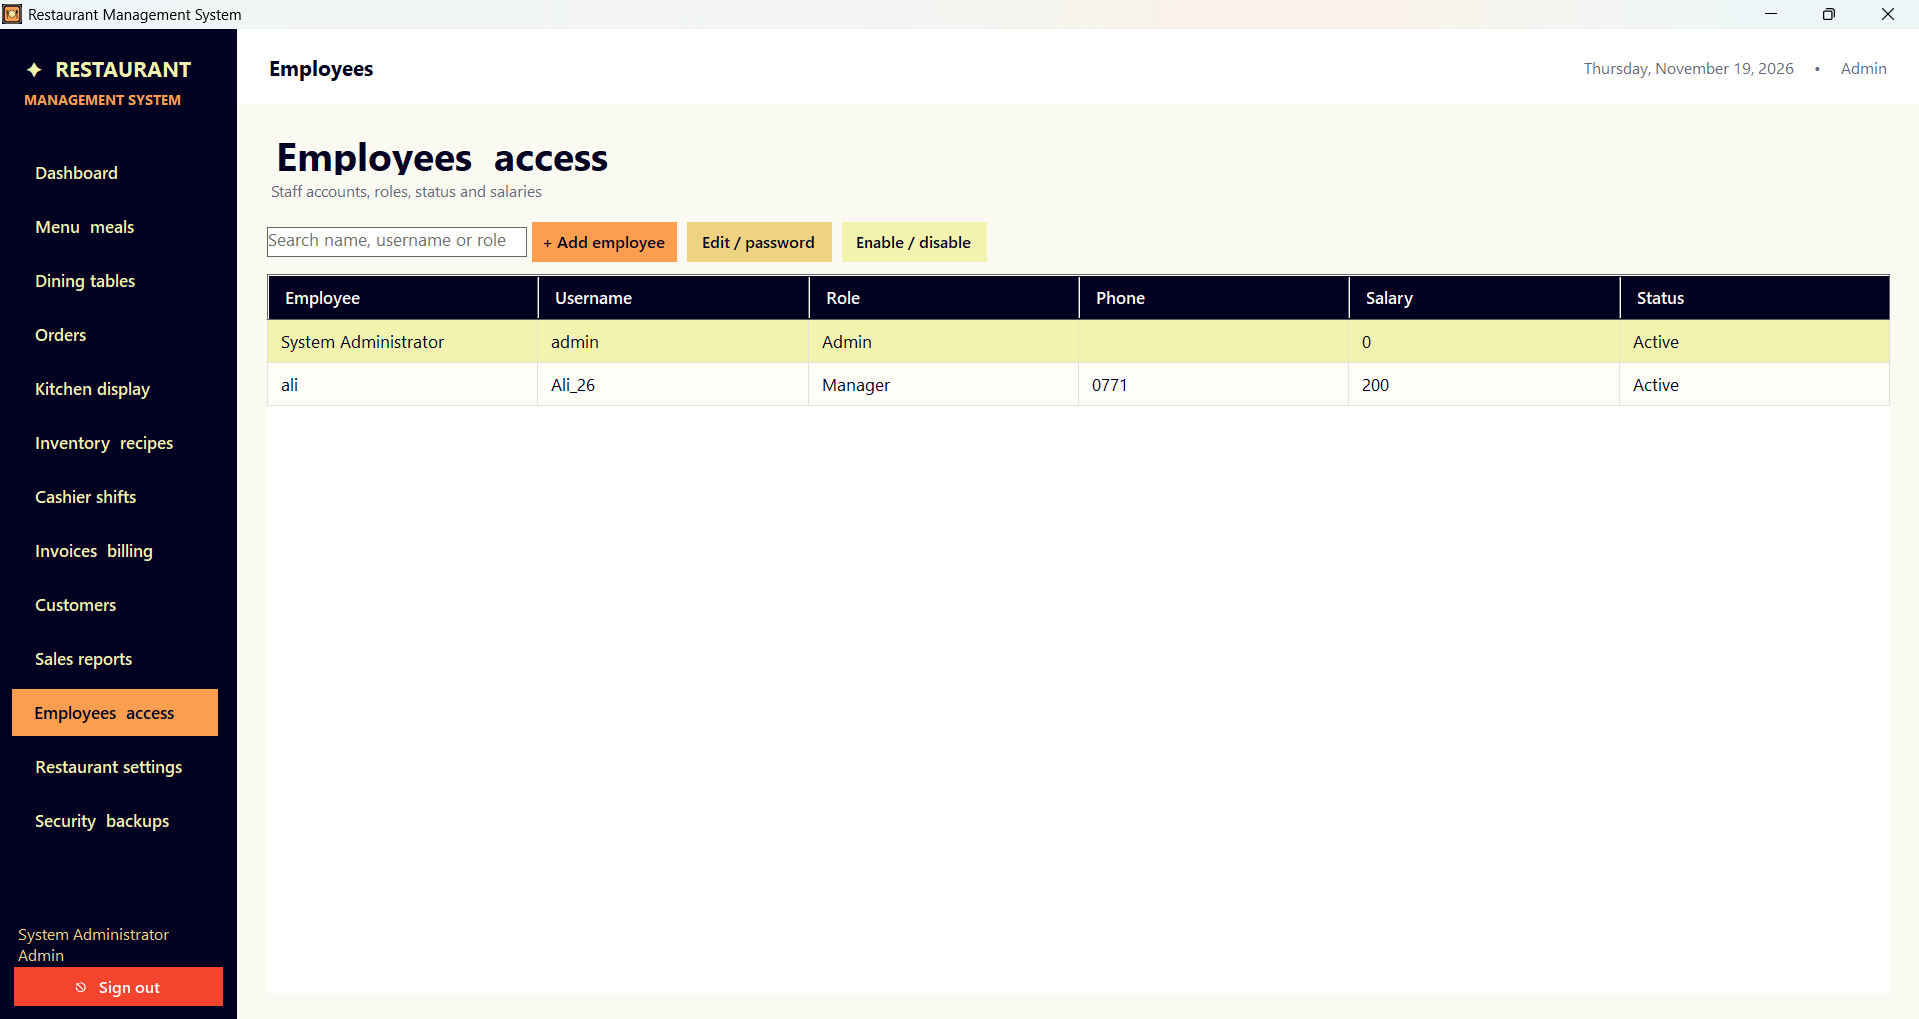 Restaurant Management System
✦ RESTAURANT
MANAGEMENT SYSTEM
Dashboard
Menu meals
Dining tables
Orders
Kitchen display
Inventory recipes
Cashier shifts
Invoices billing
Customers
Sales reports
Employees access
Restaurant settings
Security backups
System Administrator
Admin
Sign out
Employees
Thursday, November 19, 2026 • Admin
Employees access
Staff accounts, roles, status and salaries
Search name, username or role + Add employee Edit / password Enable / disable
Employee Username Role Phone Salary Status
System Administrator admin Admin 0 Active
ali Ali_26 Manager 0771 200 Active